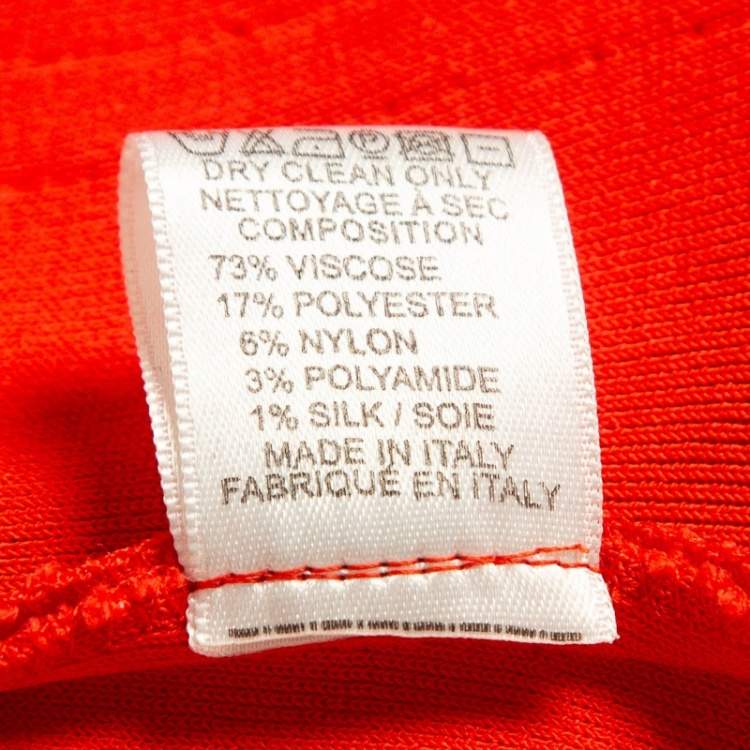 DRY CLEAN ONLY
NETTOYAGE À SEC
COMPOSITION
73% VISCOSE
17% POLYESTER
6% NYLON
3% POLYAMIDE
1% SILK / SOIE
MADE IN ITALY
FABRIQUÉ EN ITALY